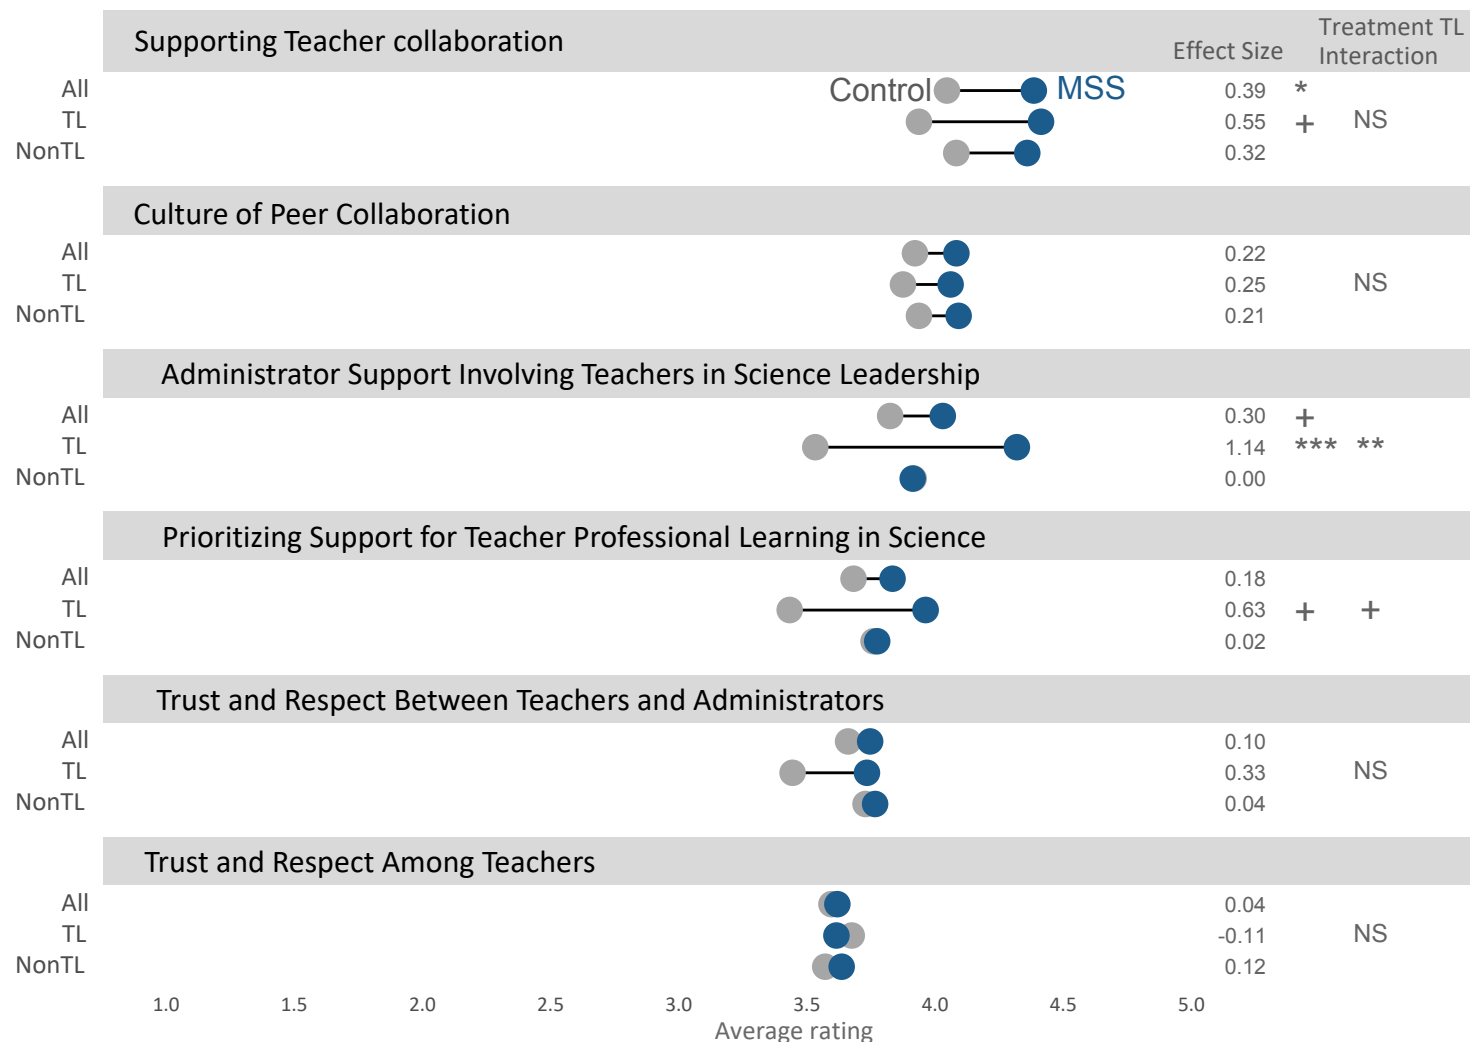 Supporting Teacher collaboration
Effect Size
Treatment TL
Interaction
All Control MSS 0.39 *
TL 0.55 + NS
NonTL 0.32
Culture of Peer Collaboration
All 0.22
TL 0.25 NS
NonTL 0.21
Administrator Support Involving Teachers in Science Leadership
All 0.30 +
TL 1.14 *** **
NonTL 0.00
Prioritizing Support for Teacher Professional Learning in Science
All 0.18
TL 0.63 + +
NonTL 0.02
Trust and Respect Between Teachers and Administrators
All 0.10
TL 0.33 NS
NonTL 0.04
Trust and Respect Among Teachers
All 0.04
TL -0.11 NS
NonTL 0.12
1.0 1.5 2.0 2.5 3.0 3.5 4.0 4.5 5.0
Average rating